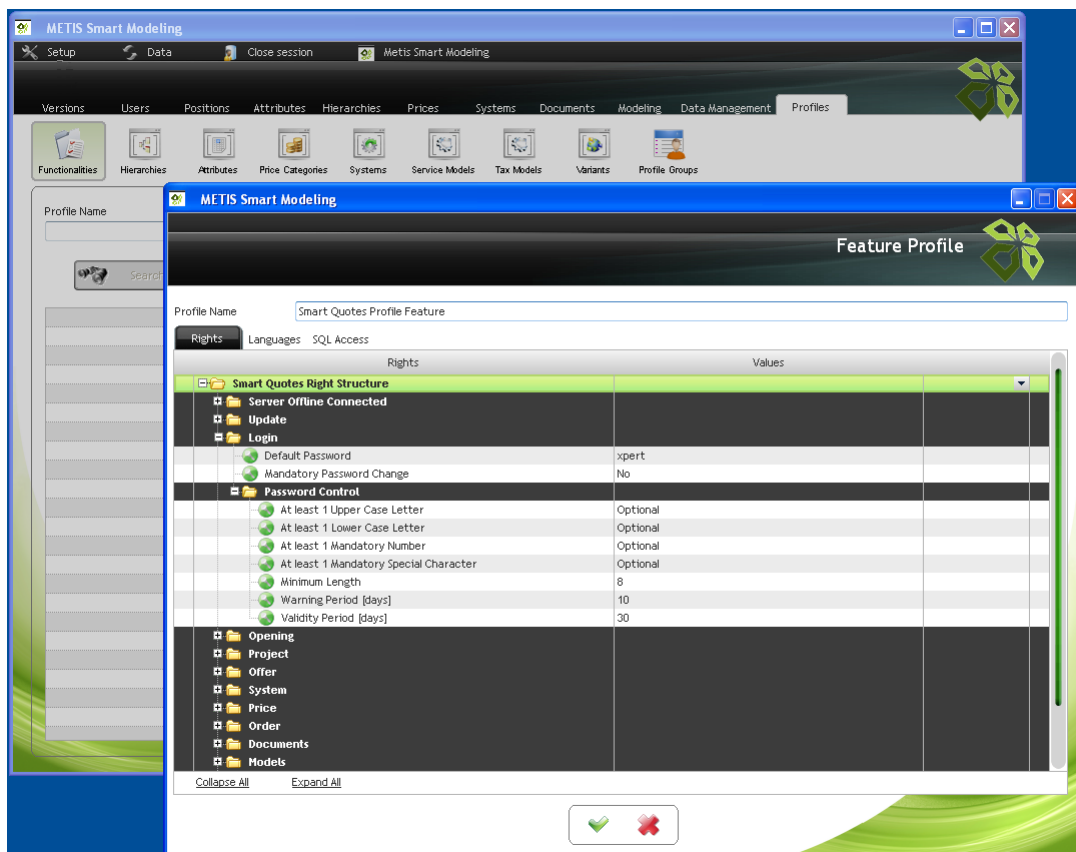 METIS Smart Modeling
Setup Data Close session Metis Smart Modeling
Versions Users Positions Attributes Hierarchies Prices Systems Documents Modeling Data Management Profiles
Functionalities Hierarchies Attributes Price Categories Systems Service Models Tax Models Variants Profile Groups
Profile Name
Search
METIS Smart Modeling
Feature Profile
Profile Name Smart Quotes Profile Feature
Rights Languages SQL Access
Rights Values
Smart Quotes Right Structure
Server Offline Connected
Update
Login
Default Password xpert
Mandatory Password Change No
Password Control
At least 1 Upper Case Letter Optional
At least 1 Lower Case Letter Optional
At least 1 Mandatory Number Optional
At least 1 Mandatory Special Character Optional
Minimum Length 8
Warning Period [days] 10
Validity Period [days] 30
Opening
Project
Offer
System
Price
Order
Documents
Models
Collapse All Expand All